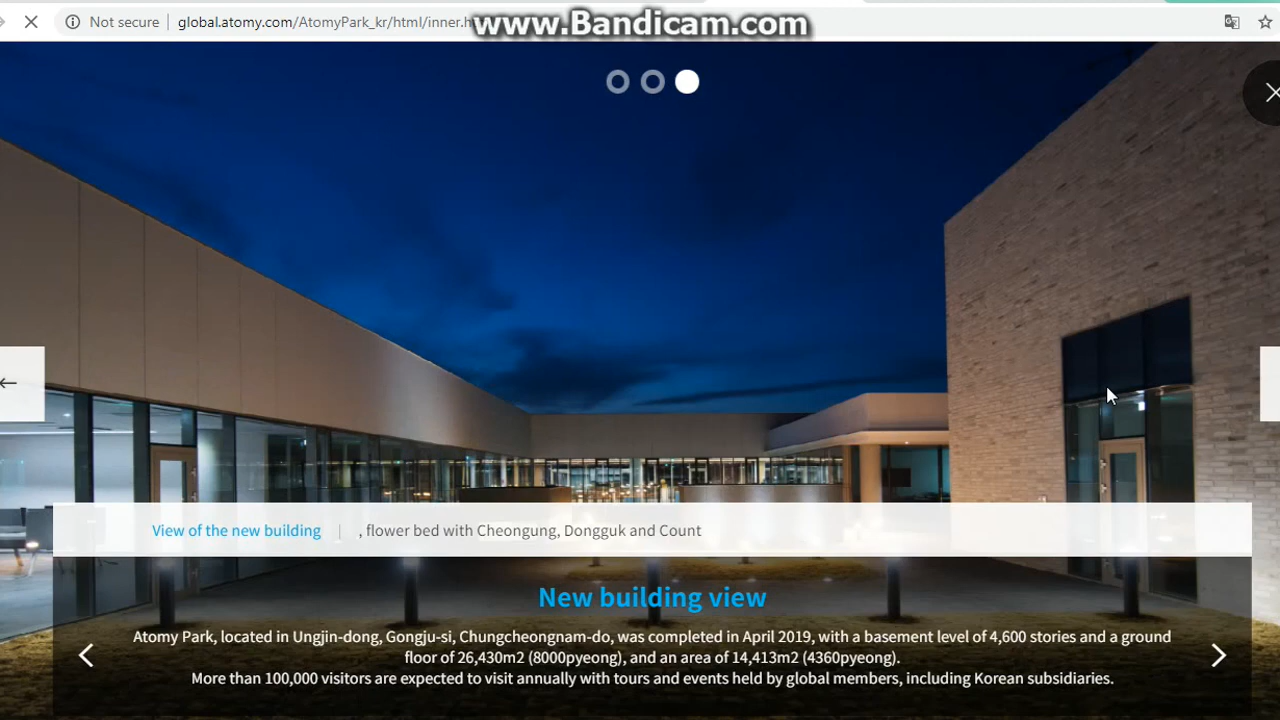 www.Bandicam.com
Not secure | global.atomy.com/AtomyPark_kr/html/imner.h
View of the new building | , flower bed with Cheongung, Dongguk and Count
New building view
Atomy Park, located in Ungjin-dong, Gongju-si, Chungcheongnam-do, was completed in April 2019, with a basement level of 4,600 stories and a ground
floor of 26,430m2 (8000pyeong), and an area of 14,413m2 (4360pyeong).
More than 100,000 visitors are expected to visit annually with tours and events held by global members, including Korean subsidiaries.